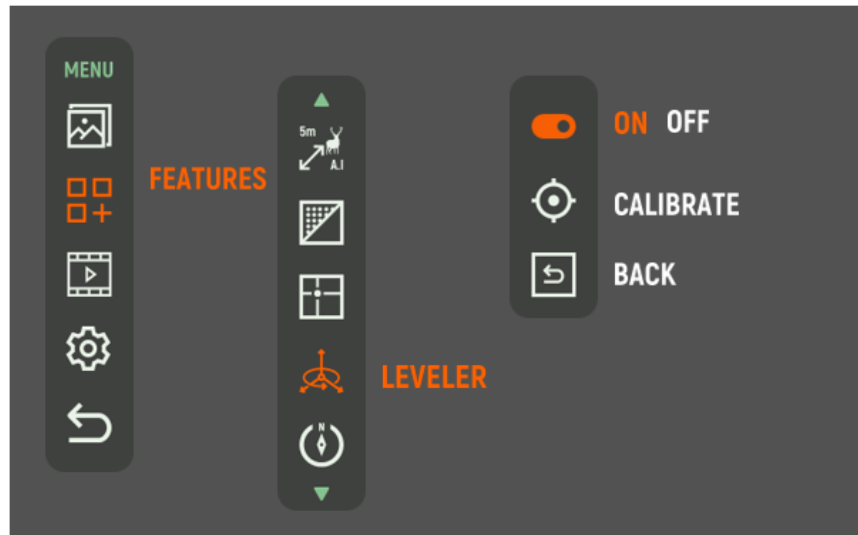 MENU
FEATURES
5m
A.I
LEVELER
N
ON OFF
CALIBRATE
BACK